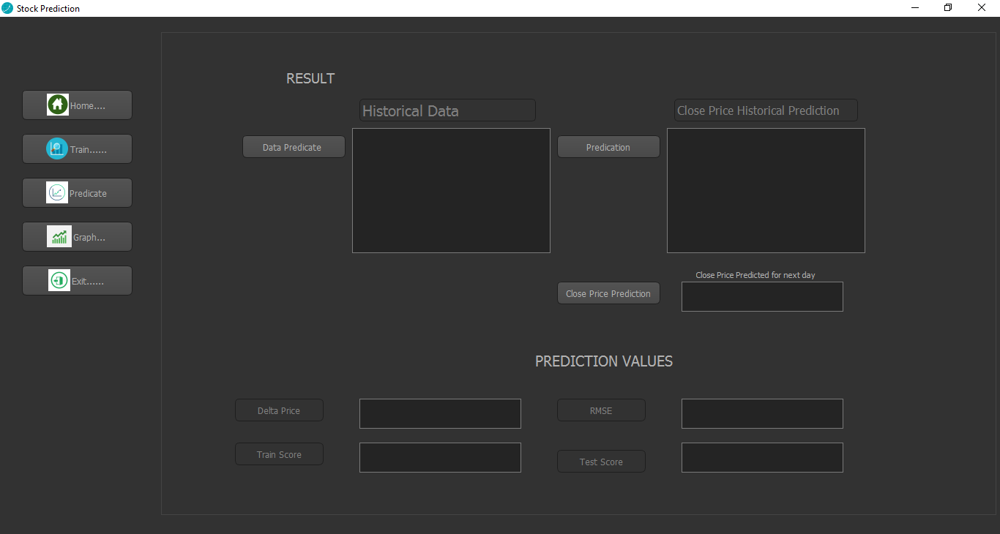 Stock Prediction
Home....
Train......
Predicate
Graph...
Exit......
RESULT
Historical Data
Close Price Historical Prediction
Data Predicate
Predication
Close Price Predicted for next day
Close Price Prediction
PREDICTION VALUES
Delta Price
RMSE
Train Score
Test Score